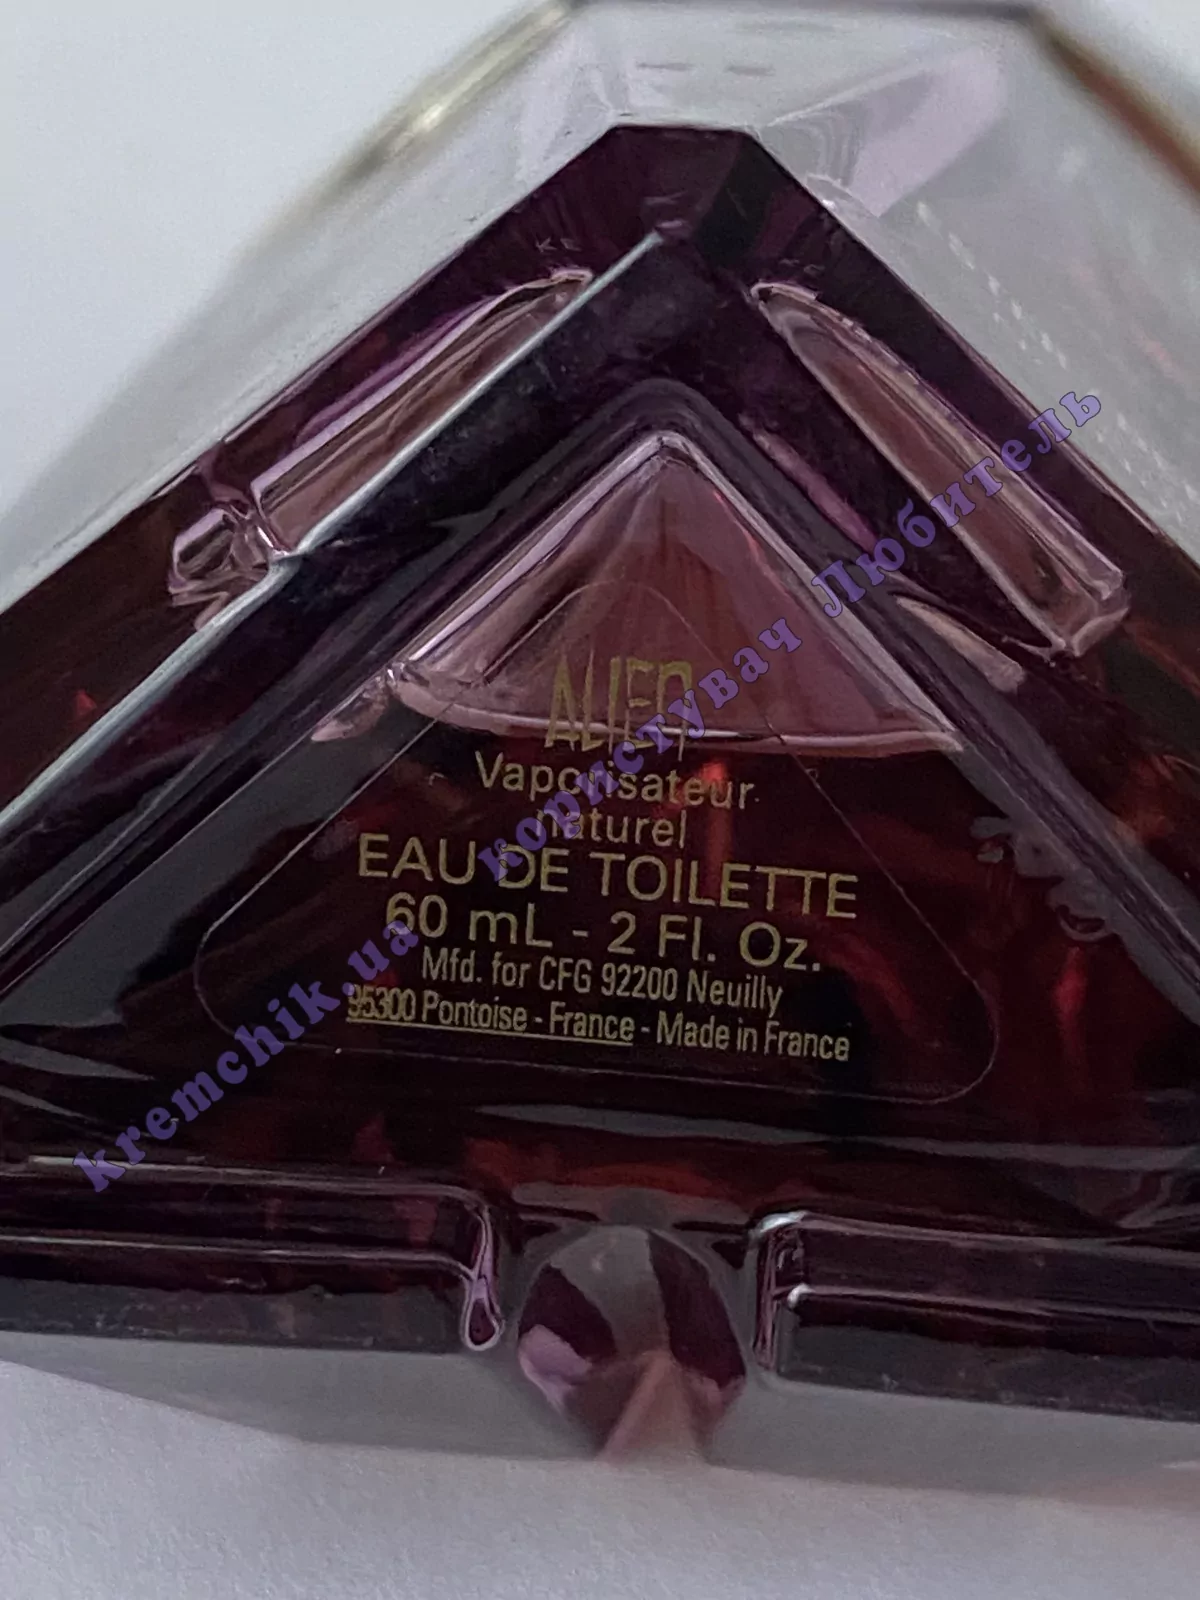 ALIEN
Vaporisateur
naturel
EAU DE TOILETTE
60 mL - 2 Fl. Oz.
Mfd. for CFG 92200 Neuilly
95300 Pontoise - France - Made in France
kremchik.ua користувач Любитель